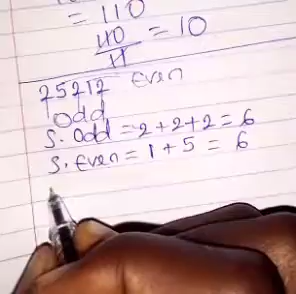 = 110
110/11 = 10
25212 Even
Odd
S. Odd = 2+2+2 = 6
S. Even = 1+5 = 6